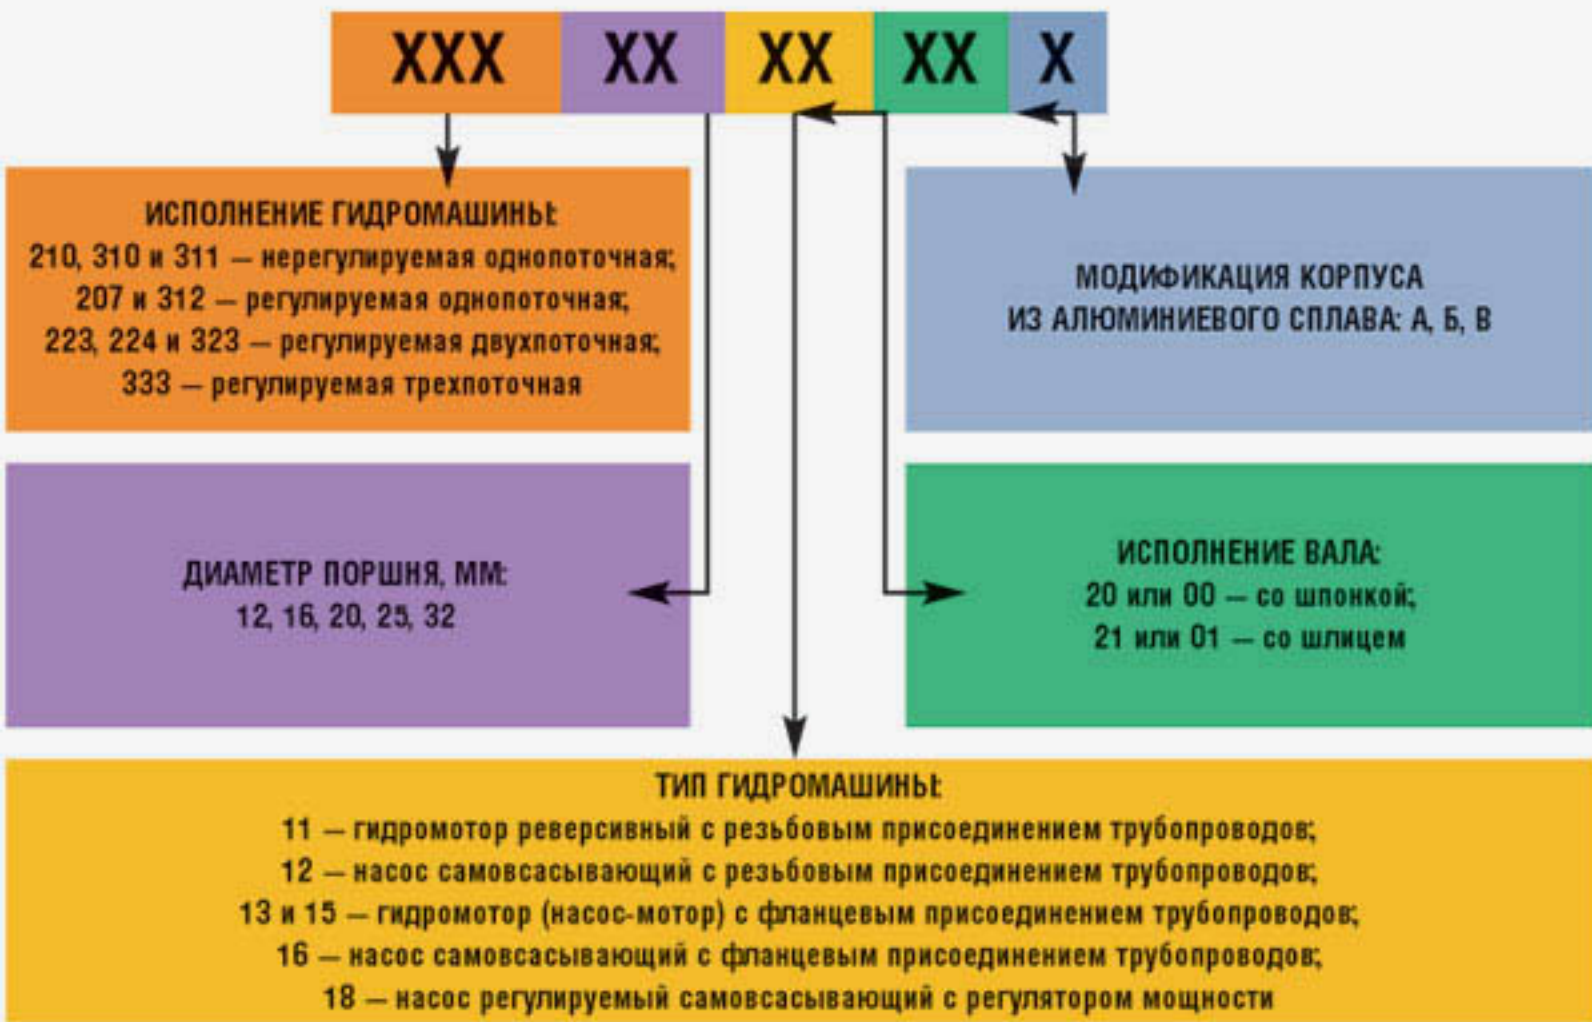 XXX XX XX XX X
ИСПОЛНЕНИЕ ГИДРОМАШИНЫ:
210, 310 и 311 — нерегулируемая однопоточная;
207 и 312 — регулируемая однопоточная;
223, 224 и 323 — регулируемая двухпоточная;
333 — регулируемая трехпоточная
МОДИФИКАЦИЯ КОРПУСА
ИЗ АЛЮМИНИЕВОГО СПЛАВА: А, Б, В
ДИАМЕТР ПОРШНЯ, ММ:
12, 16, 20, 25, 32
ИСПОЛНЕНИЕ ВАЛА:
20 или 00 — со шпонкой;
21 или 01 — со шлицем
ТИП ГИДРОМАШИНЫ:
11 — гидромотор реверсивный с резьбовым присоединением трубопроводов;
12 — насос самовсасывающий с резьбовым присоединением трубопроводов;
13 и 15 — гидромотор (насос-мотор) с фланцевым присоединением трубопроводов;
16 — насос самовсасывающий с фланцевым присоединением трубопроводов;
18 — насос регулируемый самовсасывающий с регулятором мощности